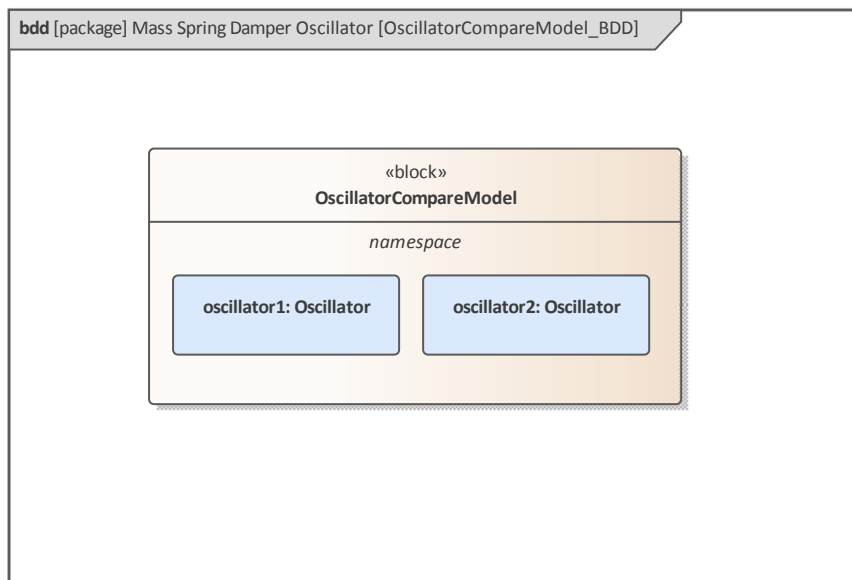 bdd [package] Mass Spring Damper Oscillator [OscillatorCompareModel_BDD]
«block»
OscillatorCompareModel
namespace
oscillator1: Oscillator oscillator2: Oscillator